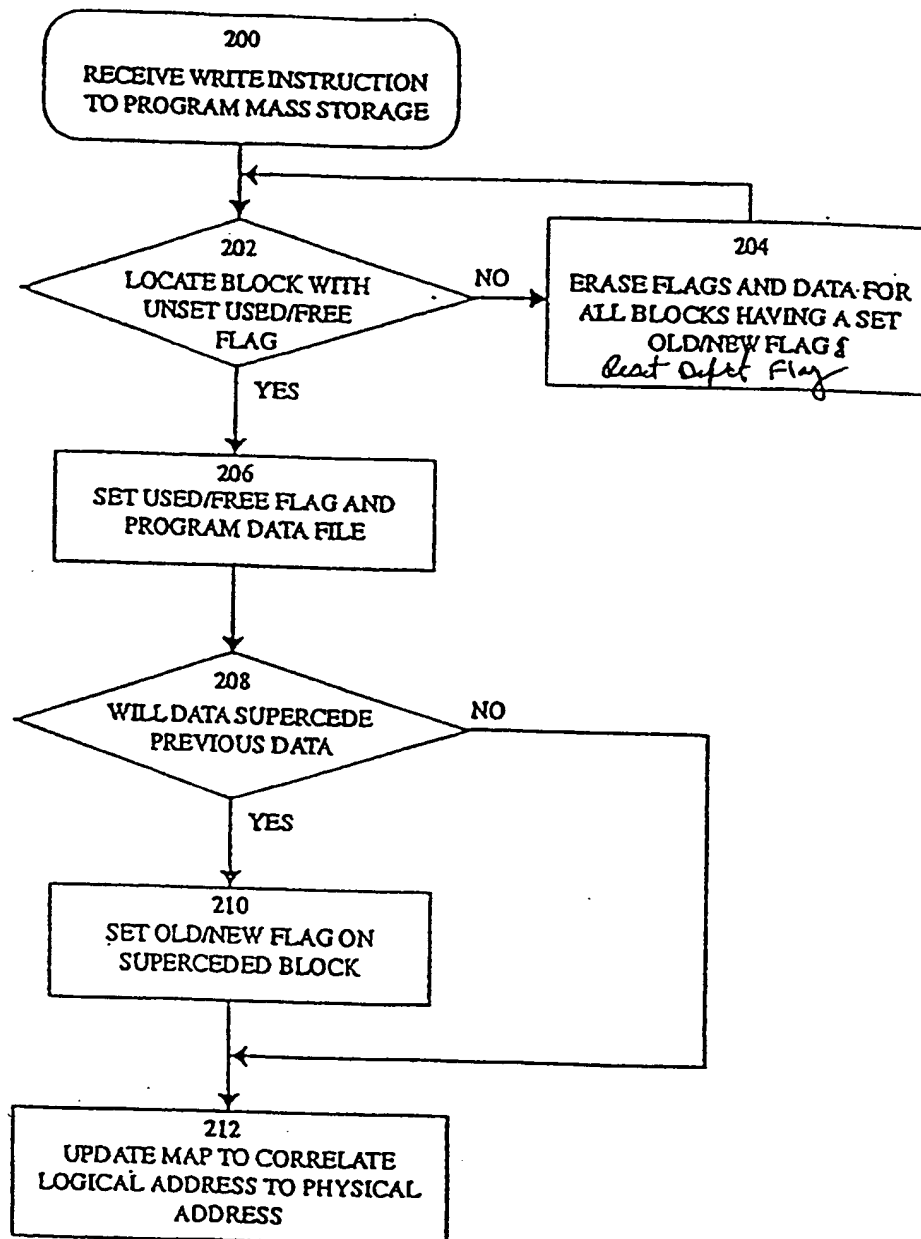 200
RECEIVE WRITE INSTRUCTION
TO PROGRAM MASS STORAGE
202
LOCATE BLOCK WITH
UNSET USED/FREE
FLAG
NO
204
ERASE FLAGS AND DATA FOR
ALL BLOCKS HAVING A SET
OLD/NEW FLAG &
Reset Flag
YES
206
SET USED/FREE FLAG AND
PROGRAM DATA FILE
208
WILL DATA SUPERCEDE
PREVIOUS DATA
NO
YES
210
SET OLD/NEW FLAG ON
SUPERCEDED BLOCK
212
UPDATE MAP TO CORRELATE
LOGICAL ADDRESS TO PHYSICAL
ADDRESS